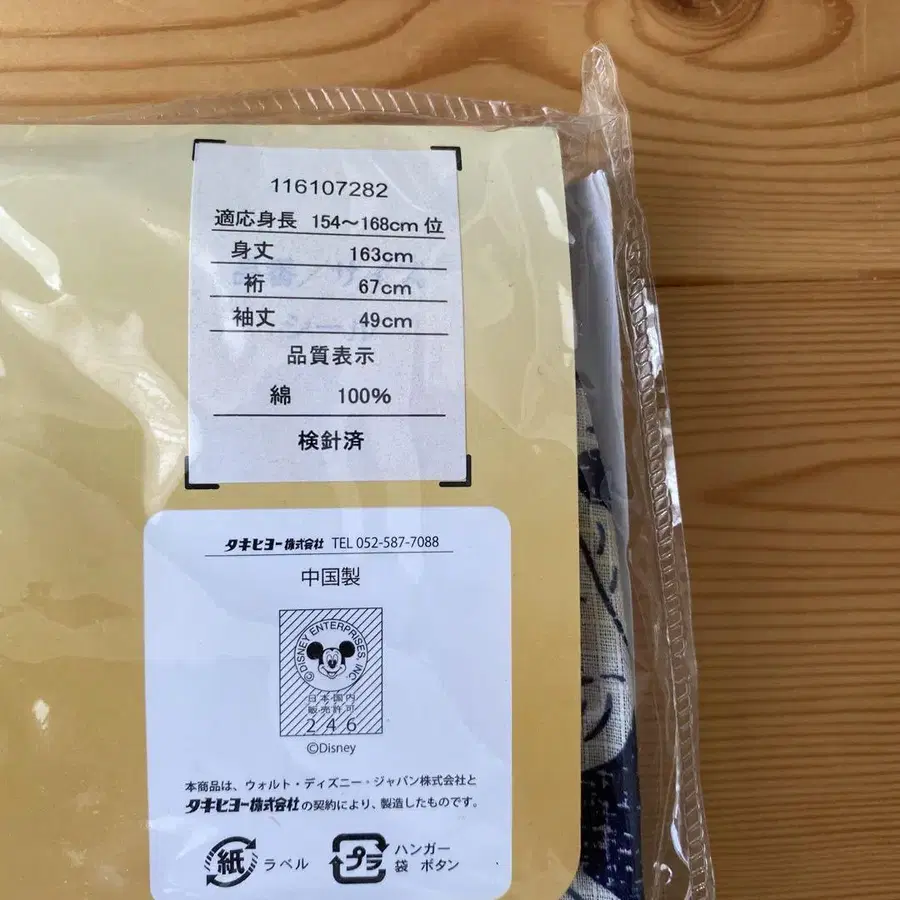 116107282
適応身長 154～168cm位
身丈 163cm
裄 67cm
袖丈 49cm
品質表示
綿 100%
検針済
タキヒヨー株式会社 TEL 052-587-7088
中国製
©DISNEY ENTERPRISES INC.
日本国内
販売許可
246
©Disney
本商品は、ウォルト・ディズニー・ジャパン株式会社と
タキヒヨー株式会社の契約により、製造したものです。
紙 ラベル
プラ ハンガー
袋 ボタン